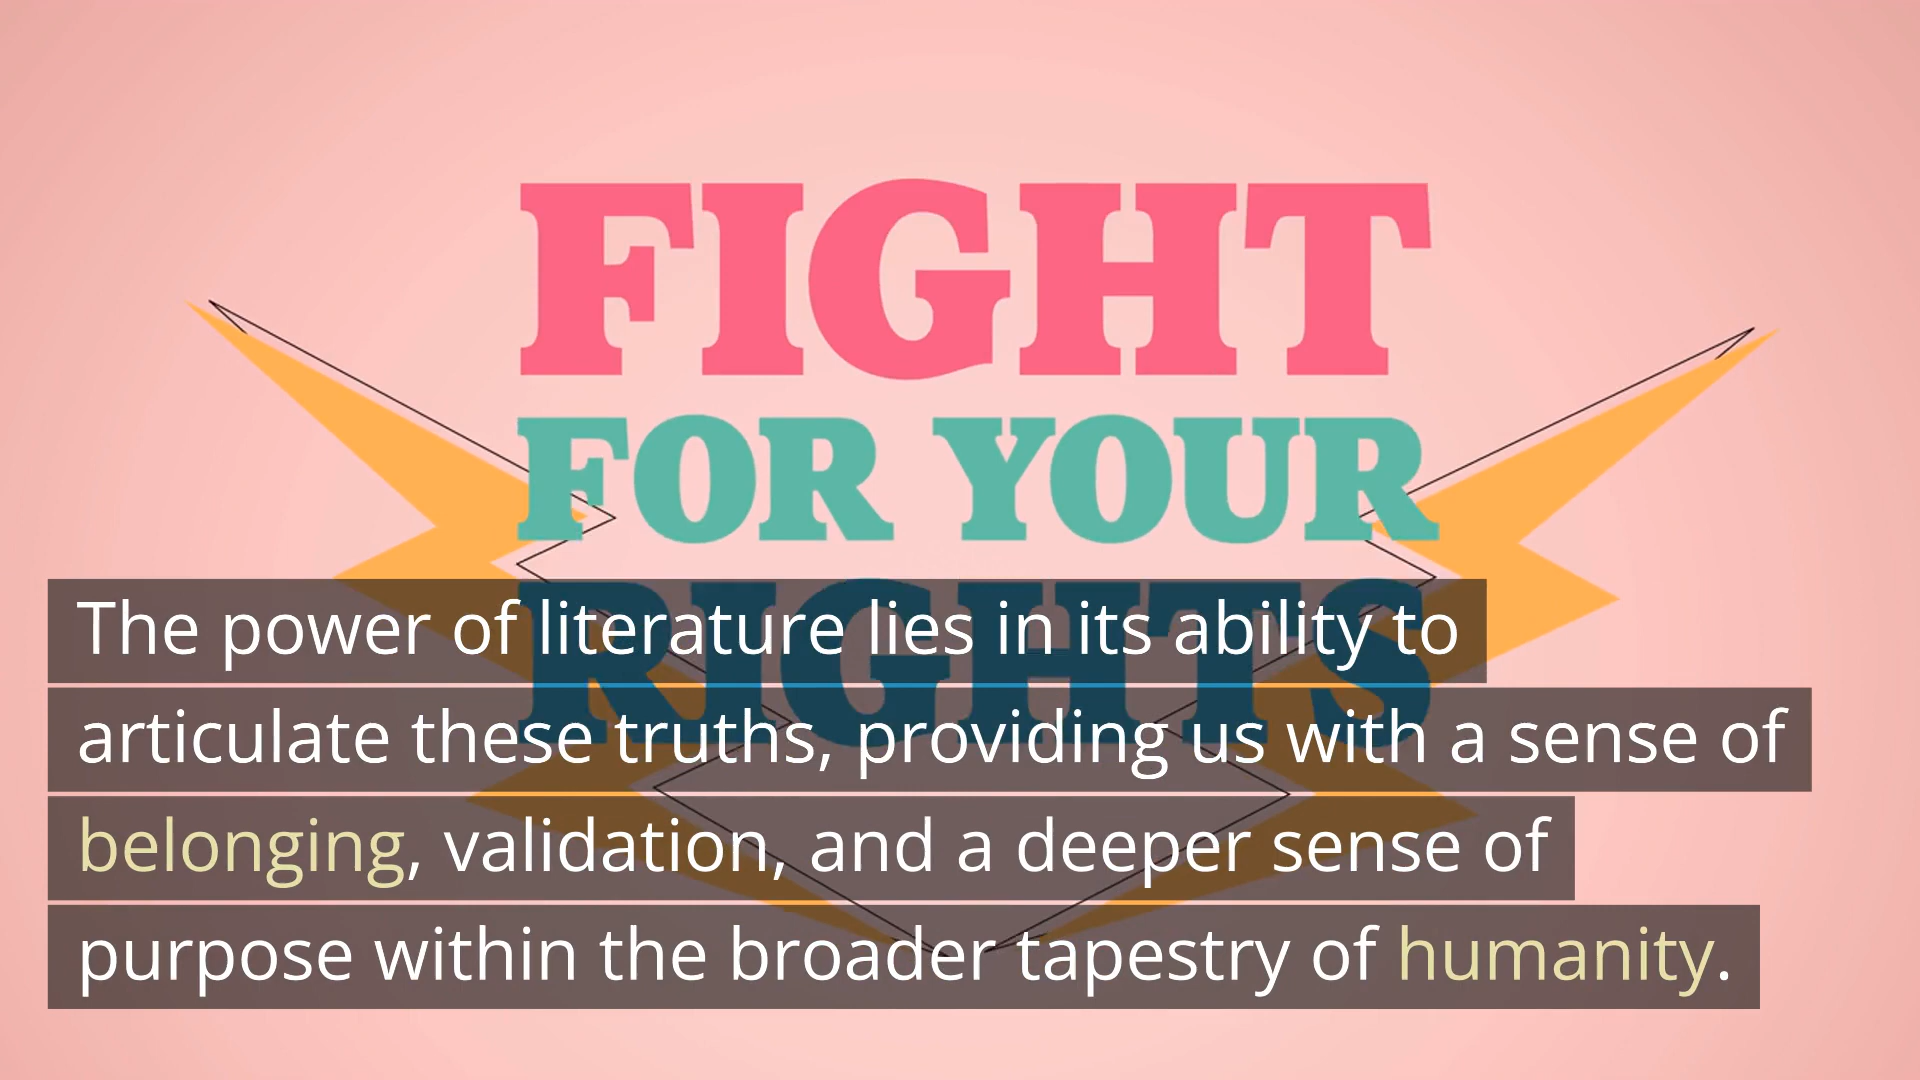 FIGHT
FOR YOUR
RIGHTS
The power of literature lies in its ability to
articulate these truths, providing us with a sense of
belonging, validation, and a deeper sense of
purpose within the broader tapestry of humanity.